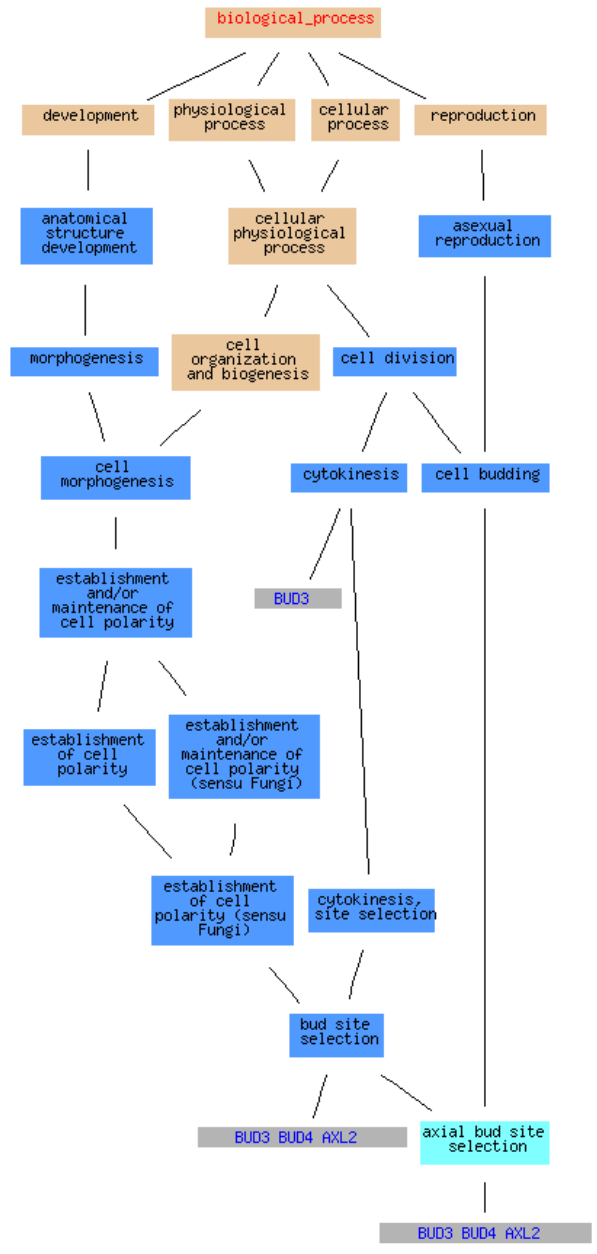 biological_process
development
physiological
process
cellular
process
reproduction
anatomical
structure
development
cellular
physiological
process
asexual
reproduction
morphogenesis
cell
organization
and biogenesis
cell division
cell
morphogenesis
cytokinesis
cell budding
establishment
and/or
maintenance of
cell polarity
BUD3
establishment
of cell
polarity
establishment
and/or
maintenance of
cell polarity
(sensu Fungi)
establishment
of cell
polarity (sensu
Fungi)
cytokinesis,
site selection
bud site
selection
BUD3 BUD4 AXL2
axial bud site
selection
BUD3 BUD4 AXL2